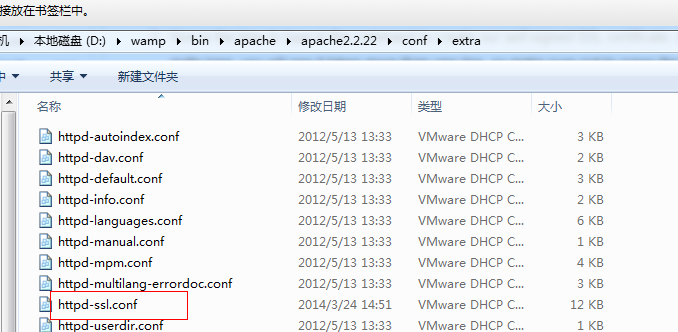 接放在书签栏中。
机 本地磁盘 (D:) wamp bin apache apache2.2.22 conf extra
中 共享 新建文件夹
名称 修改日期 类型 大小
httpd-autoindex.conf 2012/5/13 13:33 VMware DHCP C... 3 KB
httpd-dav.conf 2012/5/13 13:33 VMware DHCP C... 2 KB
httpd-default.conf 2012/5/13 13:33 VMware DHCP C... 3 KB
httpd-info.conf 2012/5/13 13:33 VMware DHCP C... 2 KB
httpd-languages.conf 2012/5/13 13:33 VMware DHCP C... 6 KB
httpd-manual.conf 2012/5/13 13:33 VMware DHCP C... 1 KB
httpd-mpm.conf 2012/5/13 13:33 VMware DHCP C... 4 KB
httpd-multilang-errordoc.conf 2012/5/13 13:33 VMware DHCP C... 3 KB
httpd-ssl.conf 2014/3/24 14:51 VMware DHCP C... 12 KB
httpd-userdir.conf 2012/5/13 13:33 VMware DHCP C... 1 KB